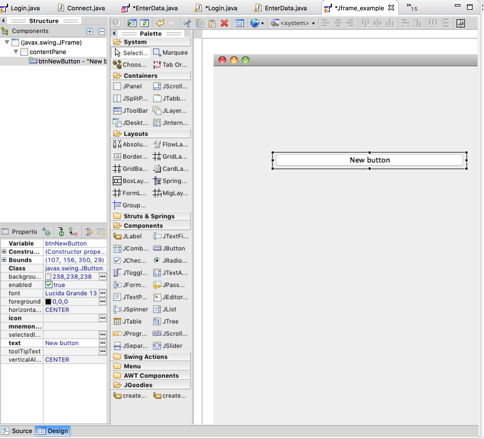 Login.java
Connect.java
*EnterData.java
*Login.java
EnterData.java
*Jframe_example
»15
Structure
Components
(javax.swing.JFrame)
contentPane
btnNewButton - "New b
Palette
System
Selecti...
Marquee
Choos...
Tab Or...
Containers
JPanel
JScroll...
JSplitP...
JTabb...
JToolBar
JLayer...
JDeskt...
JIntern...
Layouts
Absolu...
FlowLa...
Border...
GridLa...
GridBa...
CardLa...
BoxLay...
Spring...
FormL...
MigLay...
Group...
Struts & Springs
Components
JLabel
JTextFi...
JComb...
JButton
JChec...
JRadio...
JToggl...
JTextA...
JForm...
JPass...
JTextP...
JEditor...
JSpinner
JList
JTable
JTree
JProgr...
JScroll...
JSepar...
JSlider
Swing Actions
Menu
AWT Components
JGoodies
create...
create...
<system>
New button
Properti
Variable btnNewButton
Constru... (Constructor prope...
Bounds (107, 156, 350, 29)
Class javax.swing.JButton
backgrou... 238,238,238
enabled true
font Lucida Grande 13
foreground 0,0,0
horizonta... CENTER
icon
mnemon...
selectedI...
text New button
toolTipText
verticalAl... CENTER
Source
Design